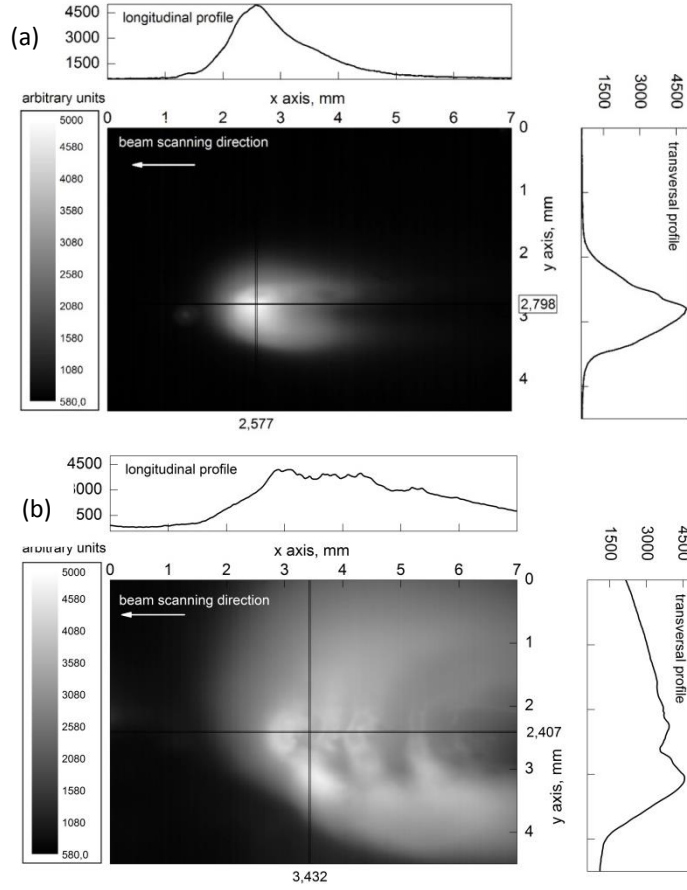 (a)
4500
3000
1500
longitudinal profile
arbitrary units
x axis, mm
0 1 2 3 4 5 6 7
1500 3000 4500
transversal profile
5000
4580
4080
3580
3080
2580
2080
1580
1080
580,0
beam scanning direction
0
1
2
2,798
3
4
y axis, mm
2,577
(b)
4500
3000
500
longitudinal profile
arbitrary units
x axis, mm
0 1 2 3 4 5 6 7
1500 3000 4500
transversal profile
5000
4580
4080
3580
3080
2580
2080
1580
1080
580,0
beam scanning direction
0
1
2
2,407
3
4
y axis, mm
3,432